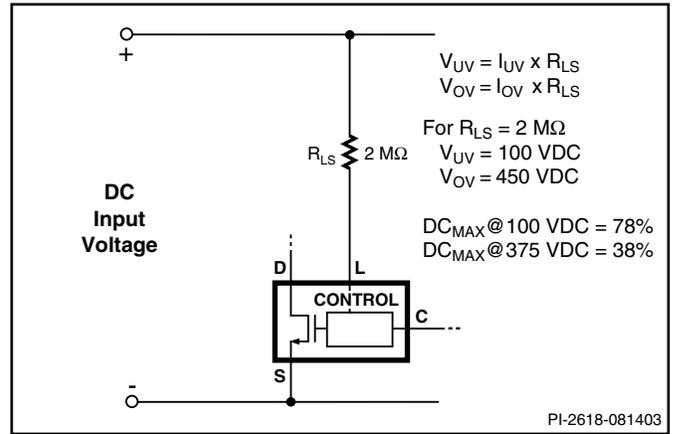 +
V_UV = I_UV x R_LS
V_OV = I_OV x R_LS
For R_LS = 2 MΩ
V_UV = 100 VDC
V_OV = 450 VDC
R_LS 2 MΩ
DC
Input
Voltage
DC_MAX@100 VDC = 78%
DC_MAX@375 VDC = 38%
D L
CONTROL
C
S
-
PI-2618-081403